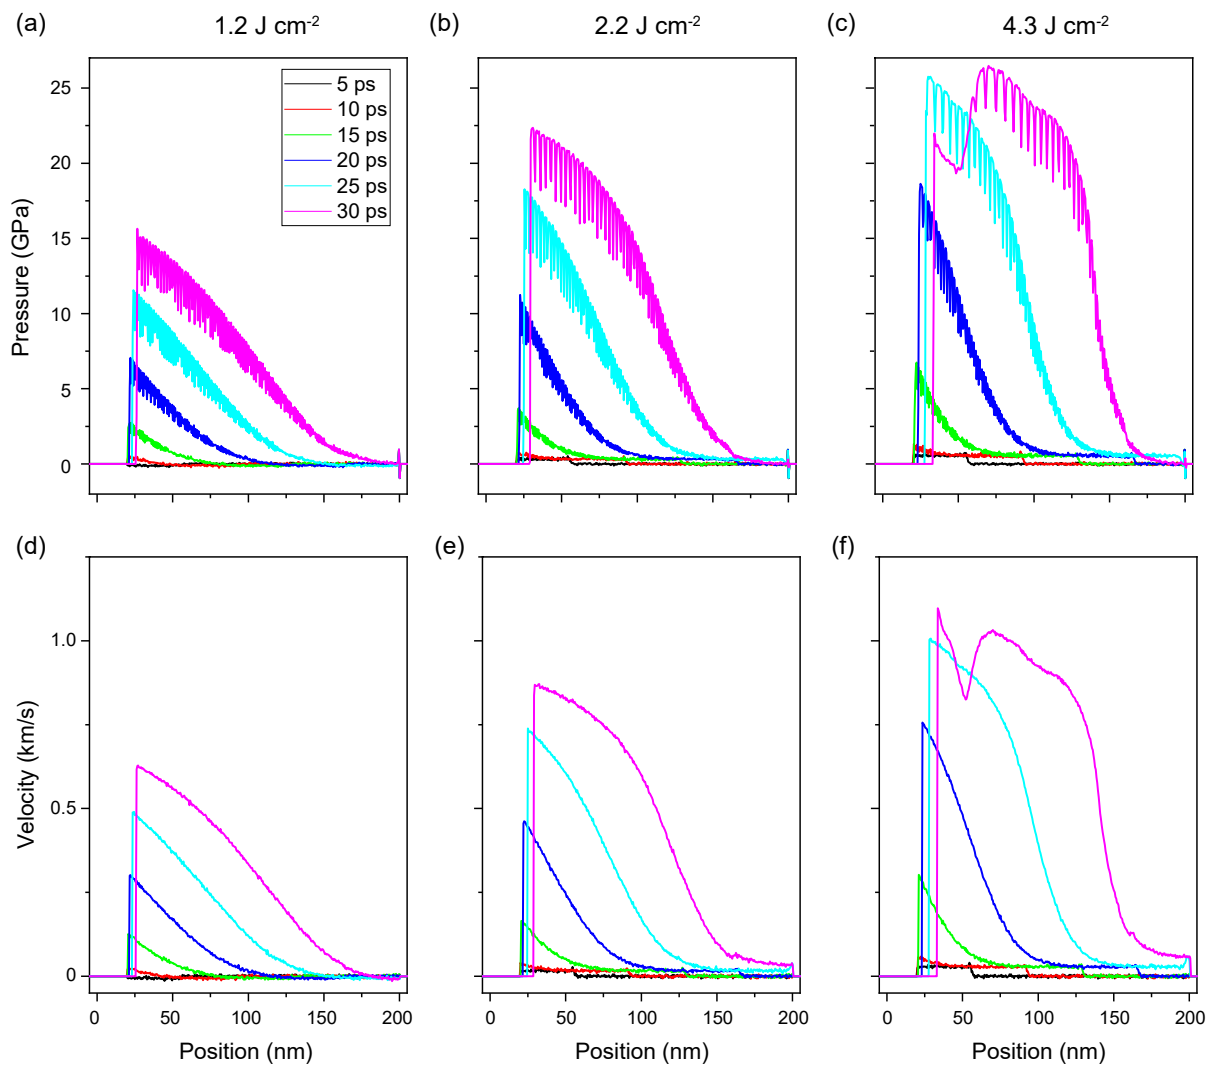 (a) 1.2 J cm-2 (b) 2.2 J cm-2 (c) 4.3 J cm-2
5 ps
10 ps
15 ps
20 ps
25 ps
30 ps
25
20
15
10
5
0
Pressure (GPa)
0 50 100 150 200
0 50 100 150 200
0 50 100 150 200
(d) (e) (f)
1.0
0.5
0
Velocity (km/s)
Position (nm) Position (nm) Position (nm)